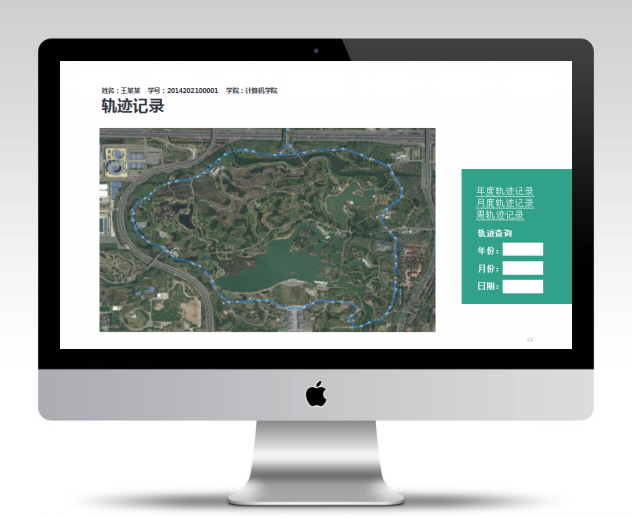 姓名：王某某 学号：2014202100001 学院：计算机学院
轨迹记录
年度轨迹记录
月度轨迹记录
周轨迹记录
轨迹查询
年份：
月份：
日期：